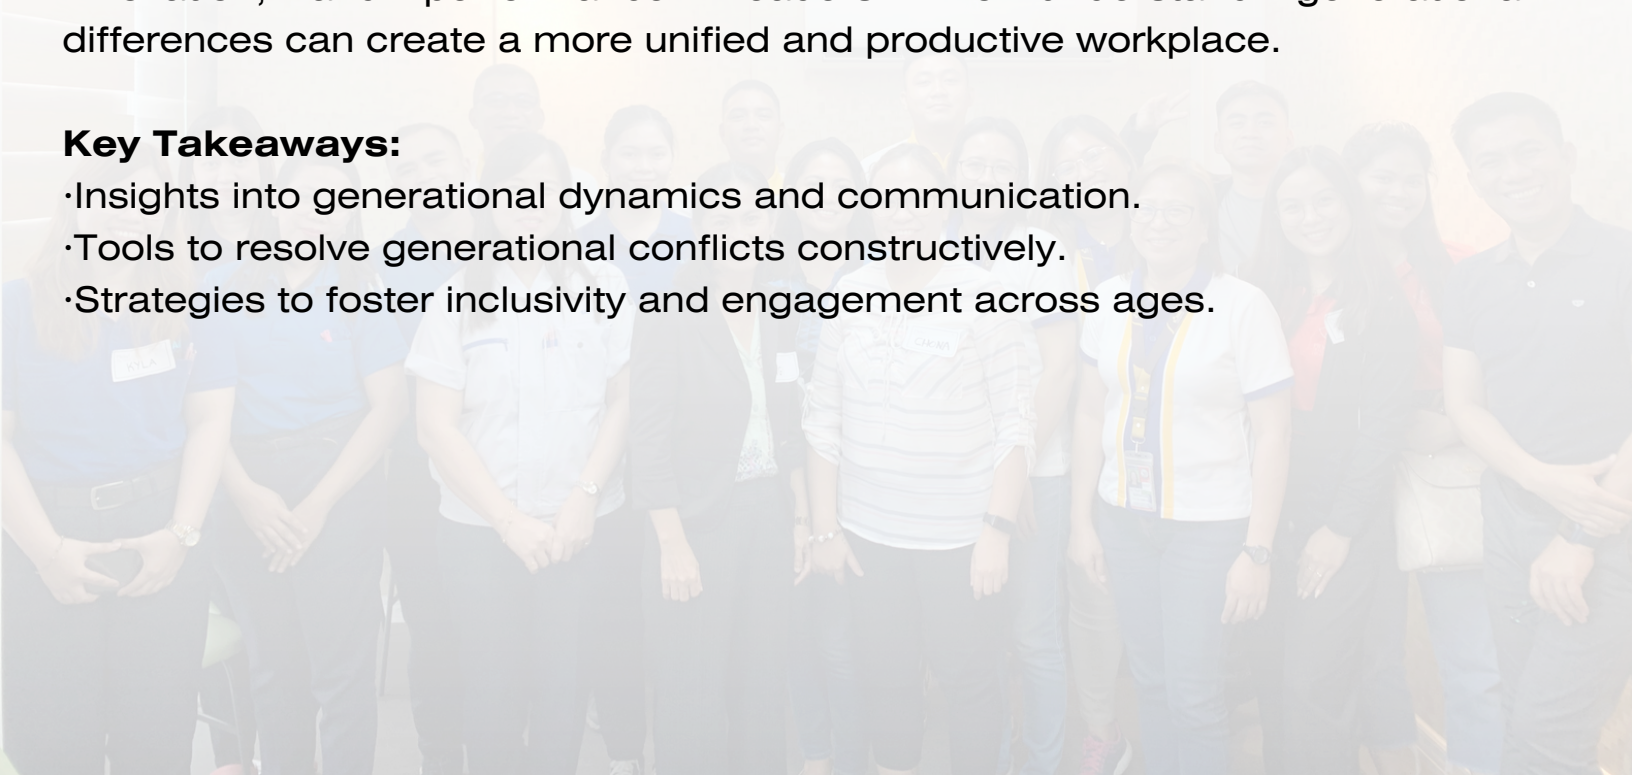 differences can create a more unified and productive workplace.
Key Takeaways:
·Insights into generational dynamics and communication.
·Tools to resolve generational conflicts constructively.
·Strategies to foster inclusivity and engagement across ages.
KYLA